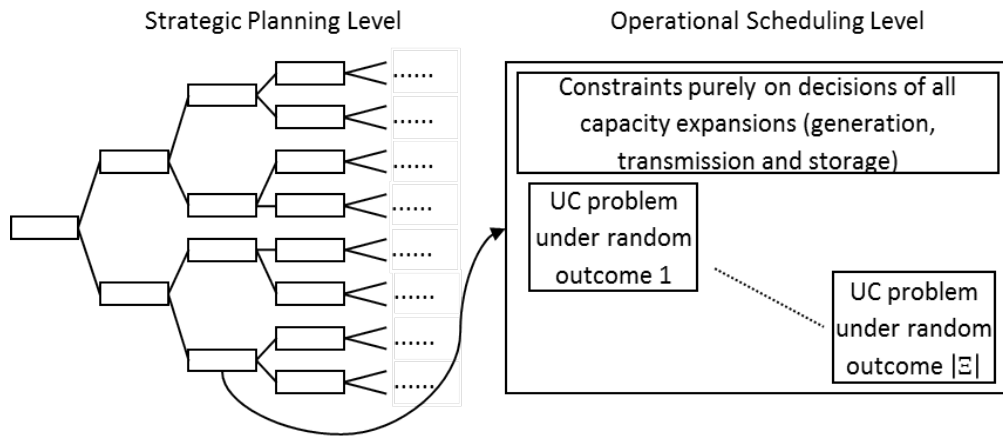 Strategic Planning Level
Operational Scheduling Level
......
......
......
......
......
......
......
......
Constraints purely on decisions of all
capacity expansions (generation,
transmission and storage)
UC problem
under random
outcome 1
UC problem
under random
outcome |Ξ|